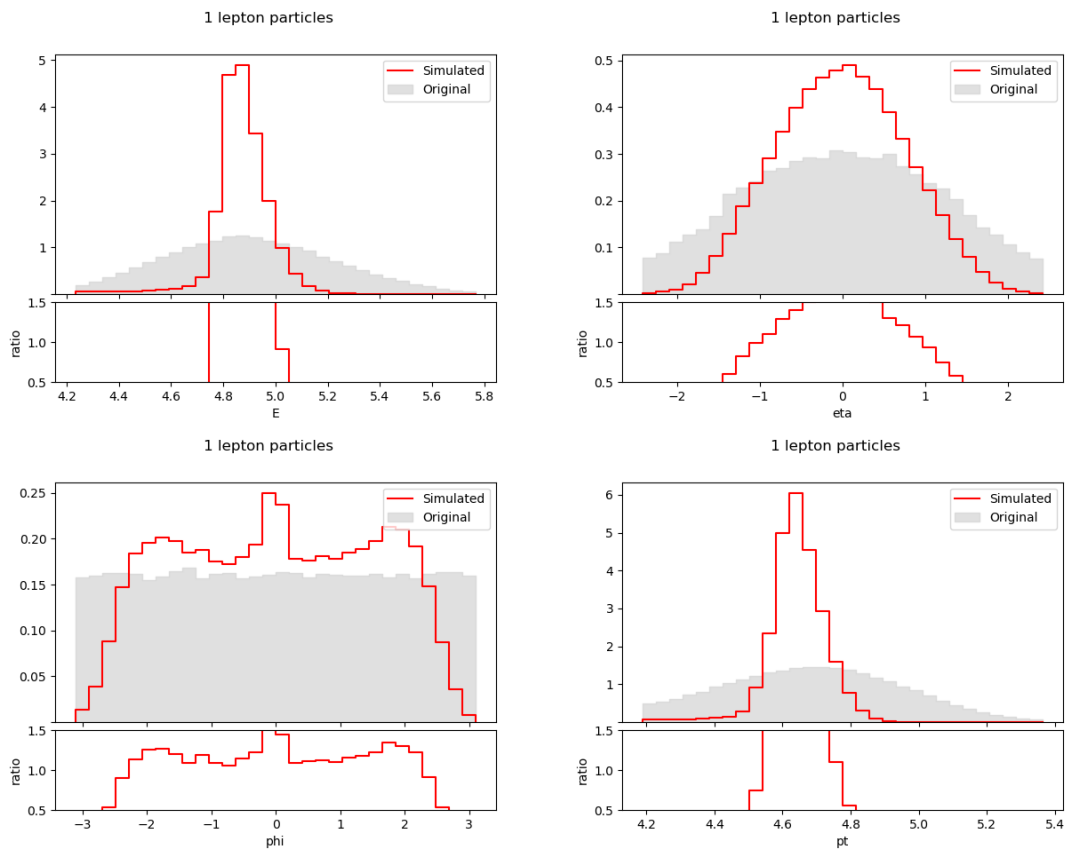 1 lepton particles
5
4
3
2
1
Simulated
Original
1.5
1.0
0.5
ratio
4.2 4.4 4.6 4.8 5.0 5.2 5.4 5.6 5.8
E
1 lepton particles
0.5
0.4
0.3
0.2
0.1
Simulated
Original
1.5
1.0
0.5
ratio
−2 −1 0 1 2
eta
1 lepton particles
0.25
0.20
0.15
0.10
0.05
Simulated
Original
1.5
1.0
0.5
ratio
−3 −2 −1 0 1 2 3
phi
1 lepton particles
6
5
4
3
2
1
Simulated
Original
1.5
1.0
0.5
ratio
4.2 4.4 4.6 4.8 5.0 5.2 5.4
pt